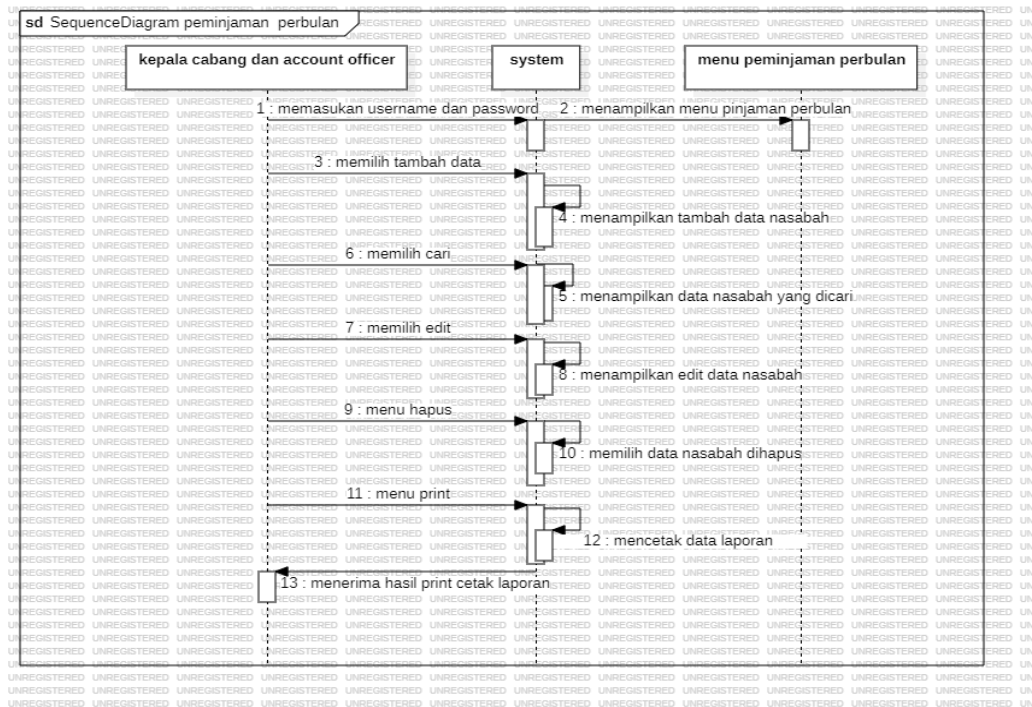 sd SequenceDiagram peminjaman perbulan
kepala cabang dan account officer
system
menu peminjaman perbulan
1 : memasukan username dan password
2 : menampilkan menu pinjaman perbulan
3 : memilih tambah data
4 : menampilkan tambah data nasabah
6 : memilih cari
5 : menampilkan data nasabah yang dicari
7 : memilih edit
8 : menampilkan edit data nasabah
9 : menu hapus
10 : memilih data nasabah dihapus
11 : menu print
12 : mencetak data laporan
13 : menerima hasil print cetak laporan
UNREGISTERED